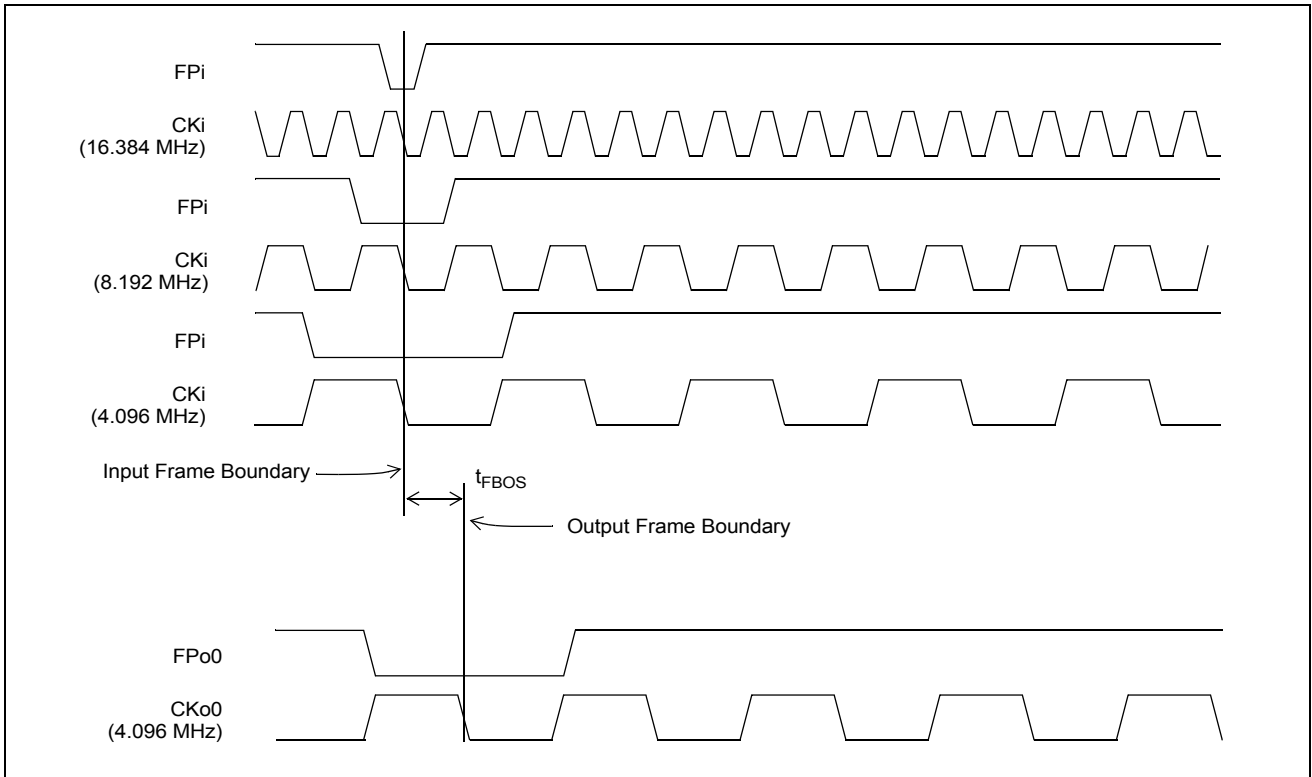 FPi
CKi
(16.384 MHz)
FPi
CKi
(8.192 MHz)
FPi
CKi
(4.096 MHz)
Input Frame Boundary
tFBOS
Output Frame Boundary
FPo0
CKo0
(4.096 MHz)